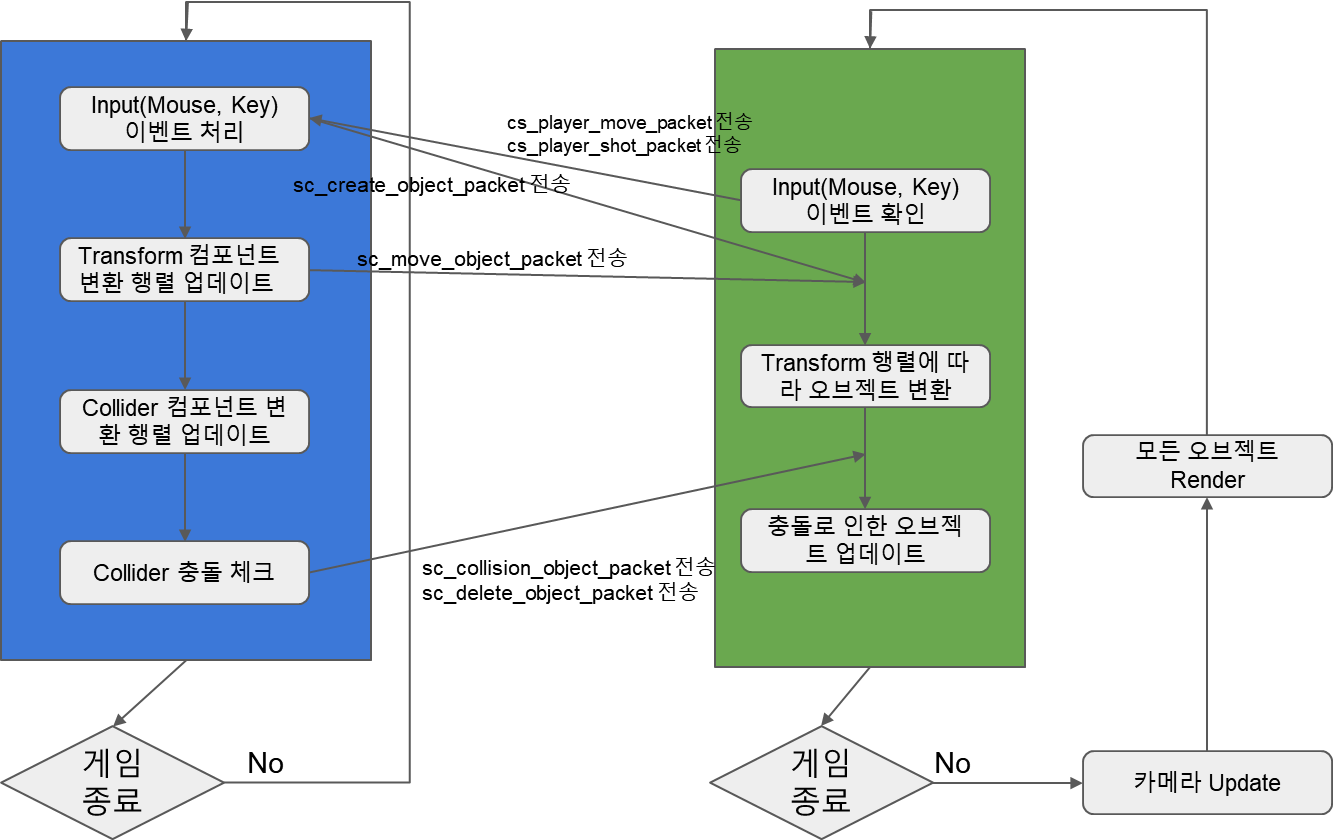 Input(Mouse, Key)
이벤트 처리
Transform 컴포넌트
변환 행렬 업데이트
Collider 컴포넌트 변
환 행렬 업데이트
Collider 충돌 체크
게임
종료
No
cs_player_move_packet 전송
cs_player_shot_packet 전송
sc_create_object_packet 전송
sc_move_object_packet 전송
sc_collision_object_packet 전송
sc_delete_object_packet 전송
Input(Mouse, Key)
이벤트 확인
Transform 행렬에 따
라 오브젝트 변환
충돌로 인한 오브젝
트 업데이트
게임
종료
No
카메라 Update
모든 오브젝트
Render